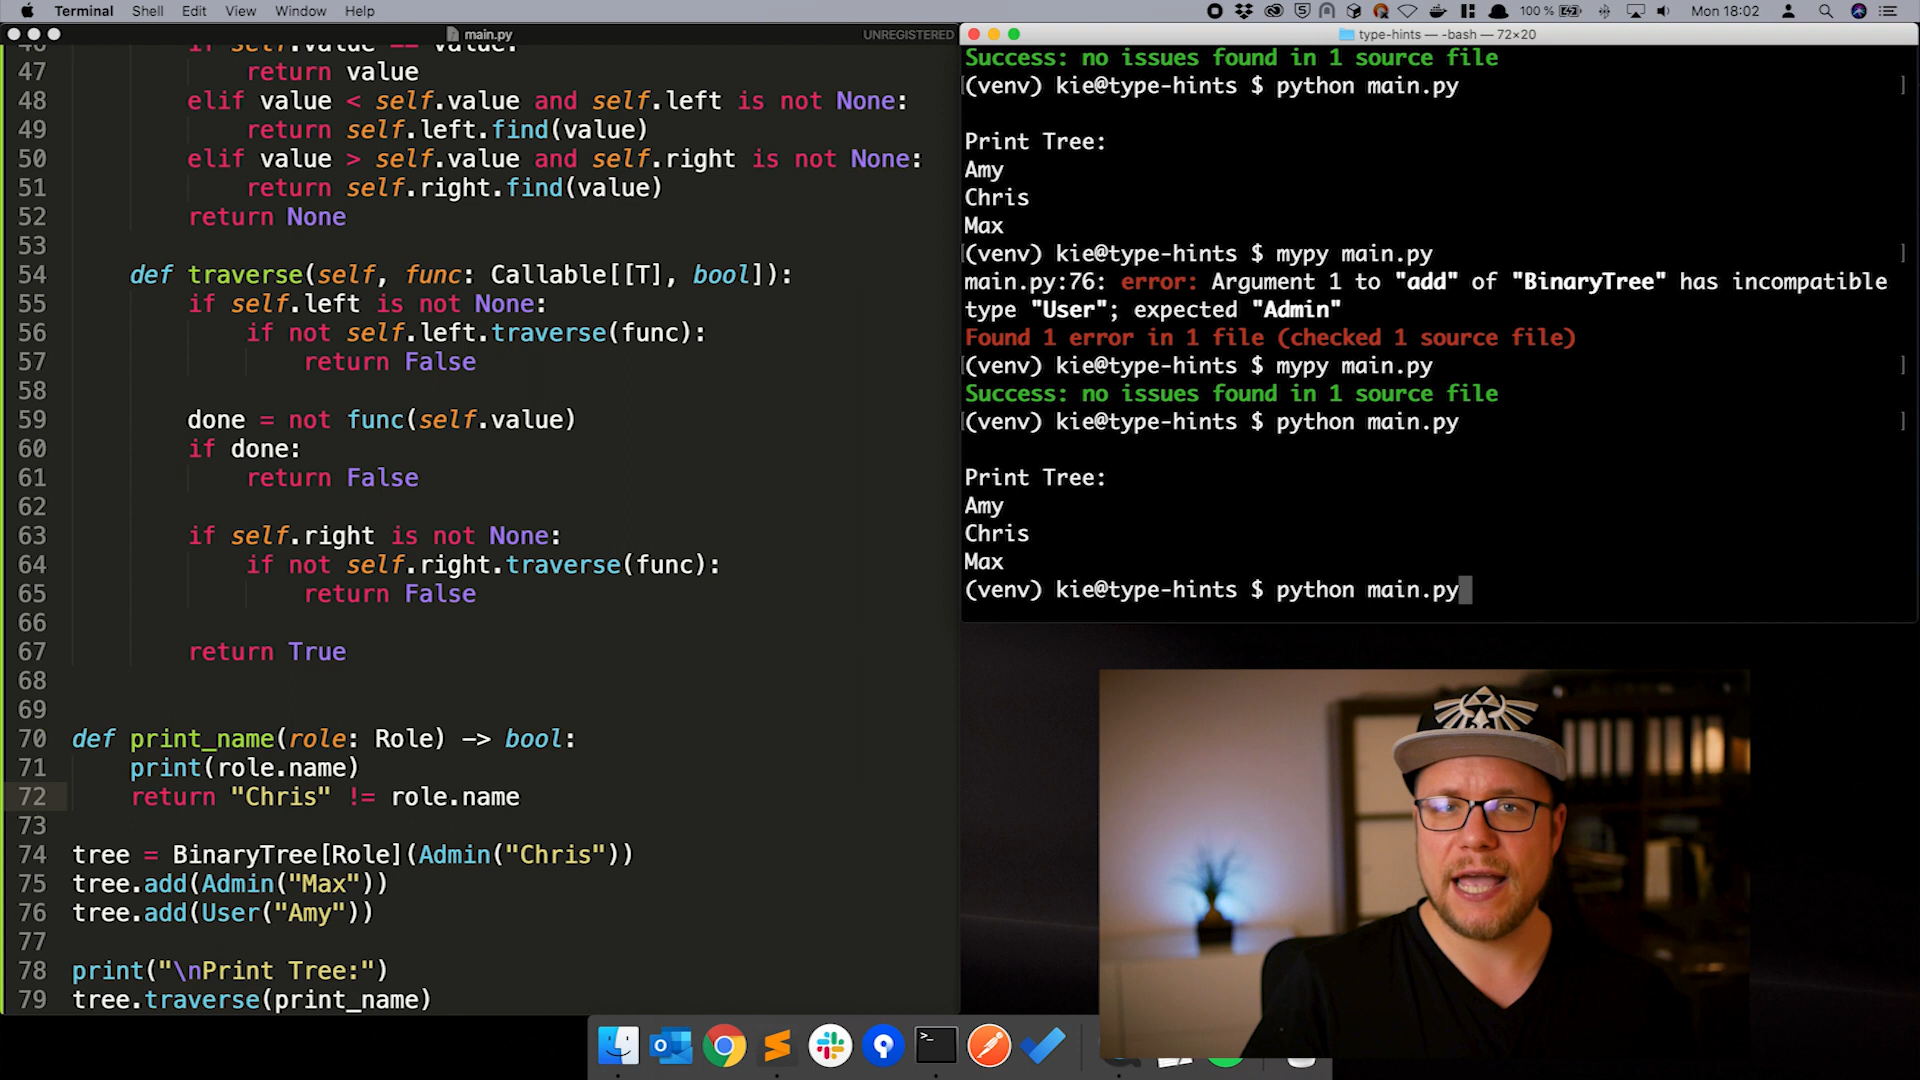 Terminal Shell Edit View Window Help
100 % Mon 18:02
main.py
UNREGISTERED
46 if self.value == value:
47 return value
48 elif value < self.value and self.left is not None:
49 return self.left.find(value)
50 elif value > self.value and self.right is not None:
51 return self.right.find(value)
52 return None
53
54 def traverse(self, func: Callable[[T], bool]):
55 if self.left is not None:
56 if not self.left.traverse(func):
57 return False
58
59 done = not func(self.value)
60 if done:
61 return False
62
63 if self.right is not None:
64 if not self.right.traverse(func):
65 return False
66
67 return True
68
69
70 def print_name(role: Role) -> bool:
71 print(role.name)
72 return "Chris" != role.name
73
74 tree = BinaryTree[Role](Admin("Chris"))
75 tree.add(Admin("Max"))
76 tree.add(User("Amy"))
77
78 print("\nPrint Tree:")
79 tree.traverse(print_name)
type-hints — -bash — 72×20
Success: no issues found in 1 source file
(venv) kie@type-hints $ python main.py
Print Tree:
Amy
Chris
Max
(venv) kie@type-hints $ mypy main.py
main.py:76: error: Argument 1 to "add" of "BinaryTree" has incompatible
type "User"; expected "Admin"
Found 1 error in 1 file (checked 1 source file)
(venv) kie@type-hints $ mypy main.py
Success: no issues found in 1 source file
(venv) kie@type-hints $ python main.py
Print Tree:
Amy
Chris
Max
(venv) kie@type-hints $ python main.py